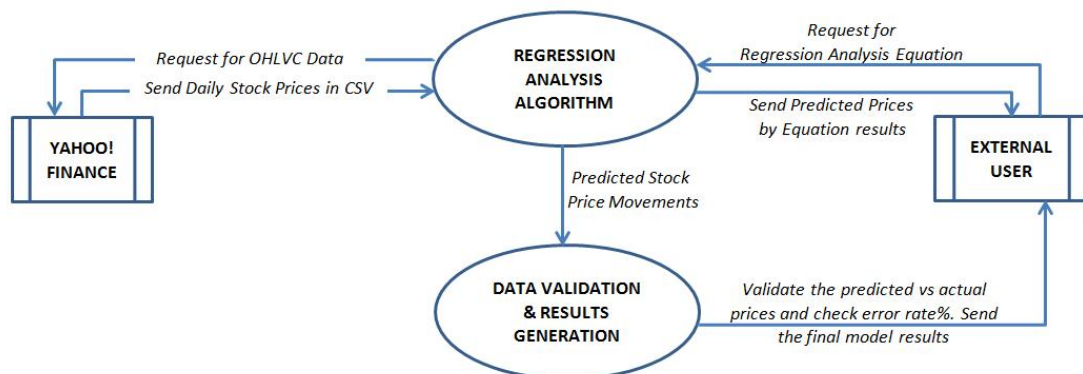 Request for OHLVC Data
Send Daily Stock Prices in CSV
YAHOO!
FINANCE
REGRESSION
ANALYSIS
ALGORITHM
Request for
Regression Analysis Equation
Send Predicted Prices
by Equation results
EXTERNAL
USER
Predicted Stock
Price Movements
DATA VALIDATION
& RESULTS
GENERATION
Validate the predicted vs actual
prices and check error rate%. Send
the final model results